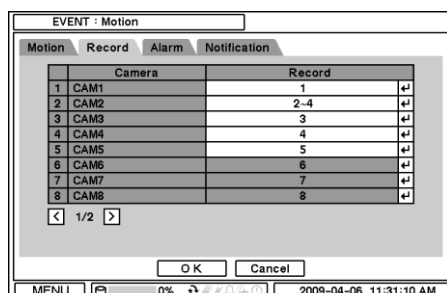 EVENT : Motion
Motion Record Alarm Notification
Camera Record
1 CAM1 1
2 CAM2 2~4
3 CAM3 3
4 CAM4 4
5 CAM5 5
6 CAM6 6
7 CAM7 7
8 CAM8 8
< 1/2 >
OK Cancel
MENU 0% 2009-04-06 11:31:10 AM